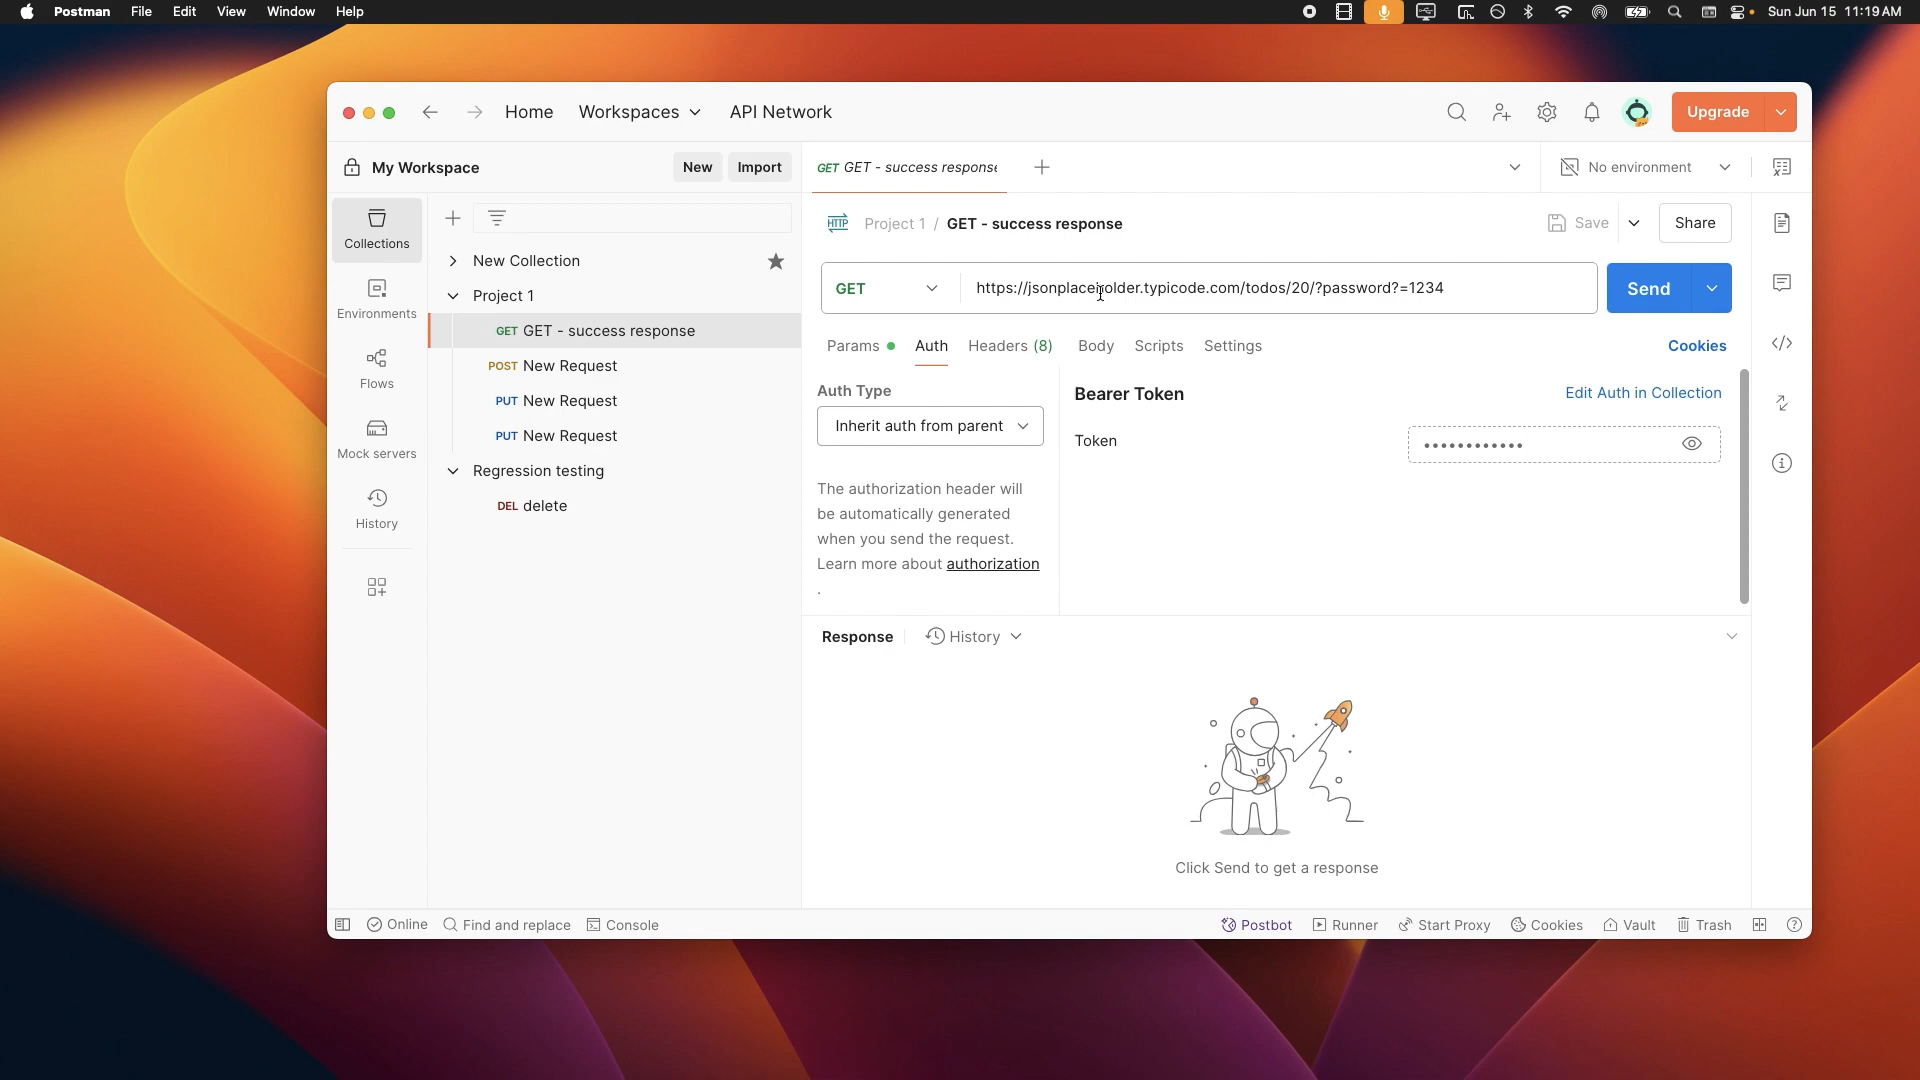 Postman File Edit View Window Help Sun Jun 15 11:19 AM
Home Workspaces API Network Upgrade
My Workspace New Import GET GET - success response No environment
Collections
Environments
Flows
Mock servers
History
New Collection
Project 1
GET GET - success response
POST New Request
PUT New Request
PUT New Request
Regression testing
DEL delete
HTTP Project 1 / GET - success response Save Share
GET https://jsonplaceholder.typicode.com/todos/20/?password?=1234 Send
Params Auth Headers (8) Body Scripts Settings Cookies
Auth Type
Inherit auth from parent
The authorization header will
be automatically generated
when you send the request.
Learn more about authorization
.
Bearer Token Edit Auth in Collection
Token ••••••••••••
Response History
Click Send to get a response
Online Find and replace Console Postbot Runner Start Proxy Cookies Vault Trash